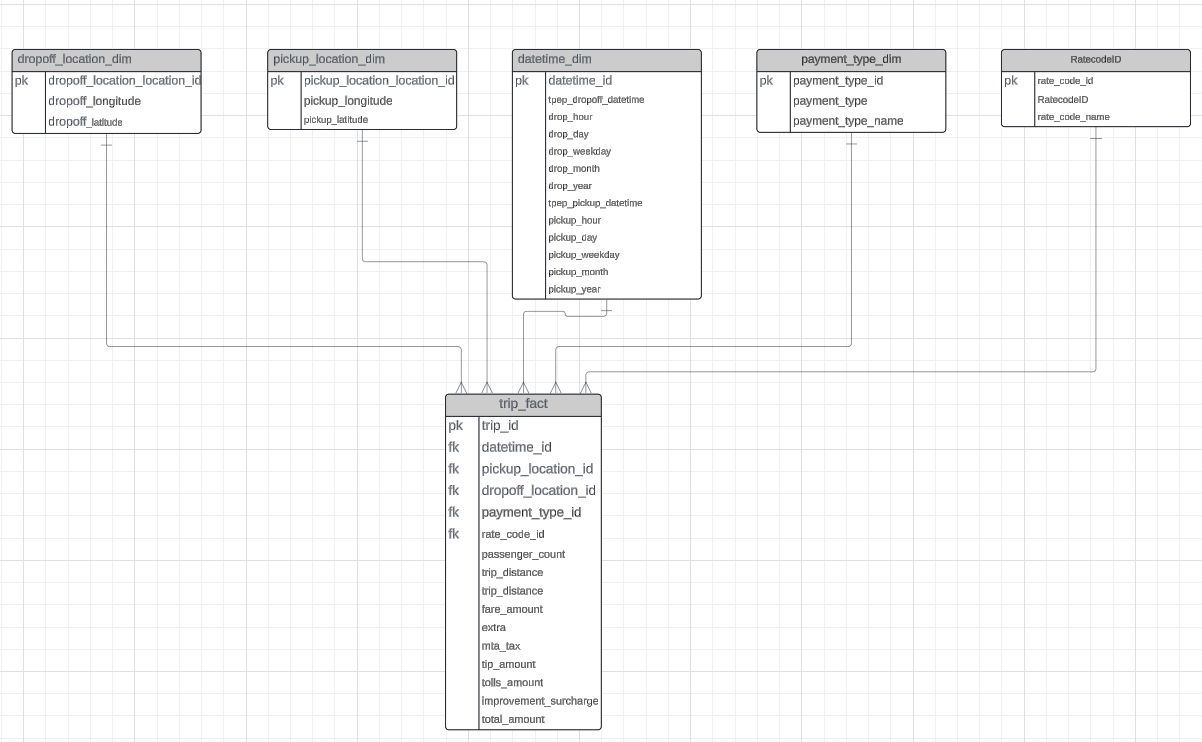 dropoff_location_dim
pk dropoff_location_location_id
dropoff_longitude
dropoff_latitude
pickup_location_dim
pk pickup_location_location_id
pickup_longitude
pickup_latitude
datetime_dim
pk datetime_id
tpep_dropoff_datetime
drop_hour
drop_day
drop_weekday
drop_month
drop_year
tpep_pickup_datetime
pickup_hour
pickup_day
pickup_weekday
pickup_month
pickup_year
payment_type_dim
pk payment_type_id
payment_type
payment_type_name
RatecodeID
pk rate_code_id
RatecodeID
rate_code_name
trip_fact
pk trip_id
fk datetime_id
fk pickup_location_id
fk dropoff_location_id
fk payment_type_id
fk rate_code_id
passenger_count
trip_distance
trip_distance
fare_amount
extra
mta_tax
tip_amount
tolls_amount
improvement_surcharge
total_amount